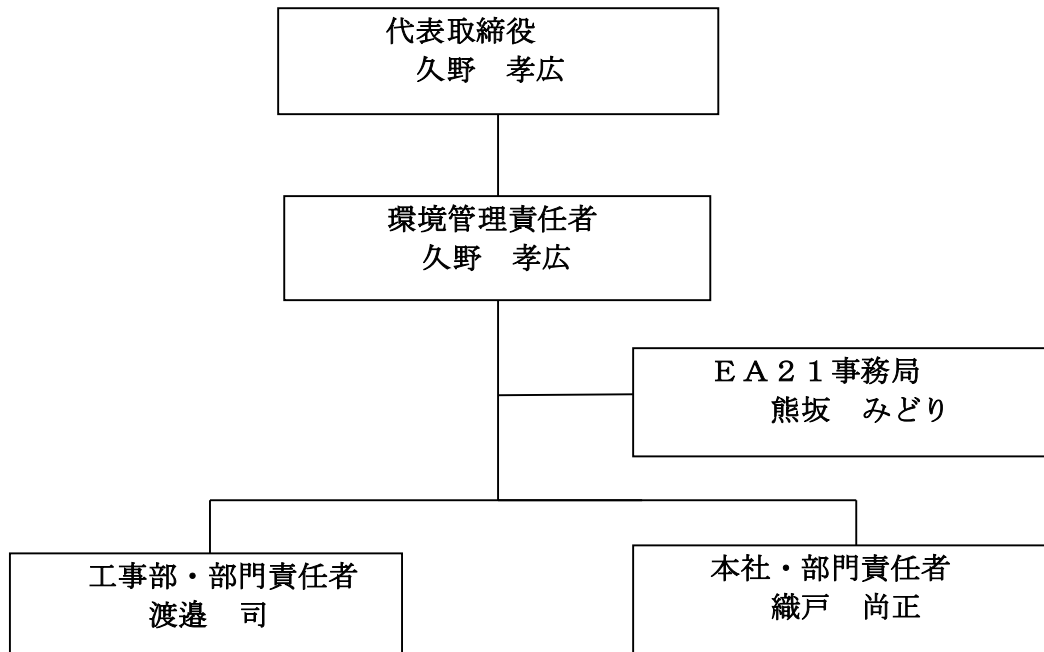 代表取締役
久野　孝広
環境管理責任者
久野　孝広
ＥＡ２１事務局
熊坂　みどり
工事部・部門責任者
渡邉　司
本社・部門責任者
織戸　尚正